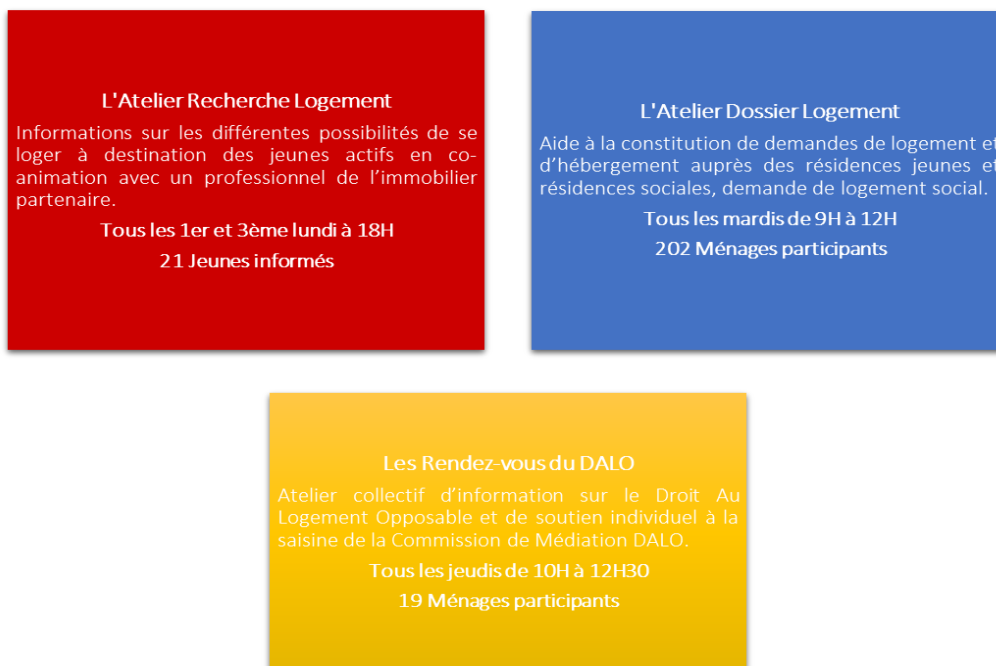 L'Atelier Recherche Logement
Informations sur les différentes possibilités de se
loger à destination des jeunes actifs en co-
animation avec un professionnel de l'immobilier
partenaire.
Tous les 1er et 3ème lundi à 18H
21 Jeunes informés
L'Atelier Dossier Logement
Aide à la constitution de demandes de logement et
d'hébergement auprès des résidences jeunes et
résidences sociales, demande de logement social.
Tous les mardis de 9H à 12H
202 Ménages participants
Les Rendez-vous du DALO
Atelier collectif d'information sur le Droit Au
Logement Opposable et de soutien individuel à la
saisine de la Commission de Médiation DALO.
Tous les jeudis de 10H à 12H30
19 Ménages participants